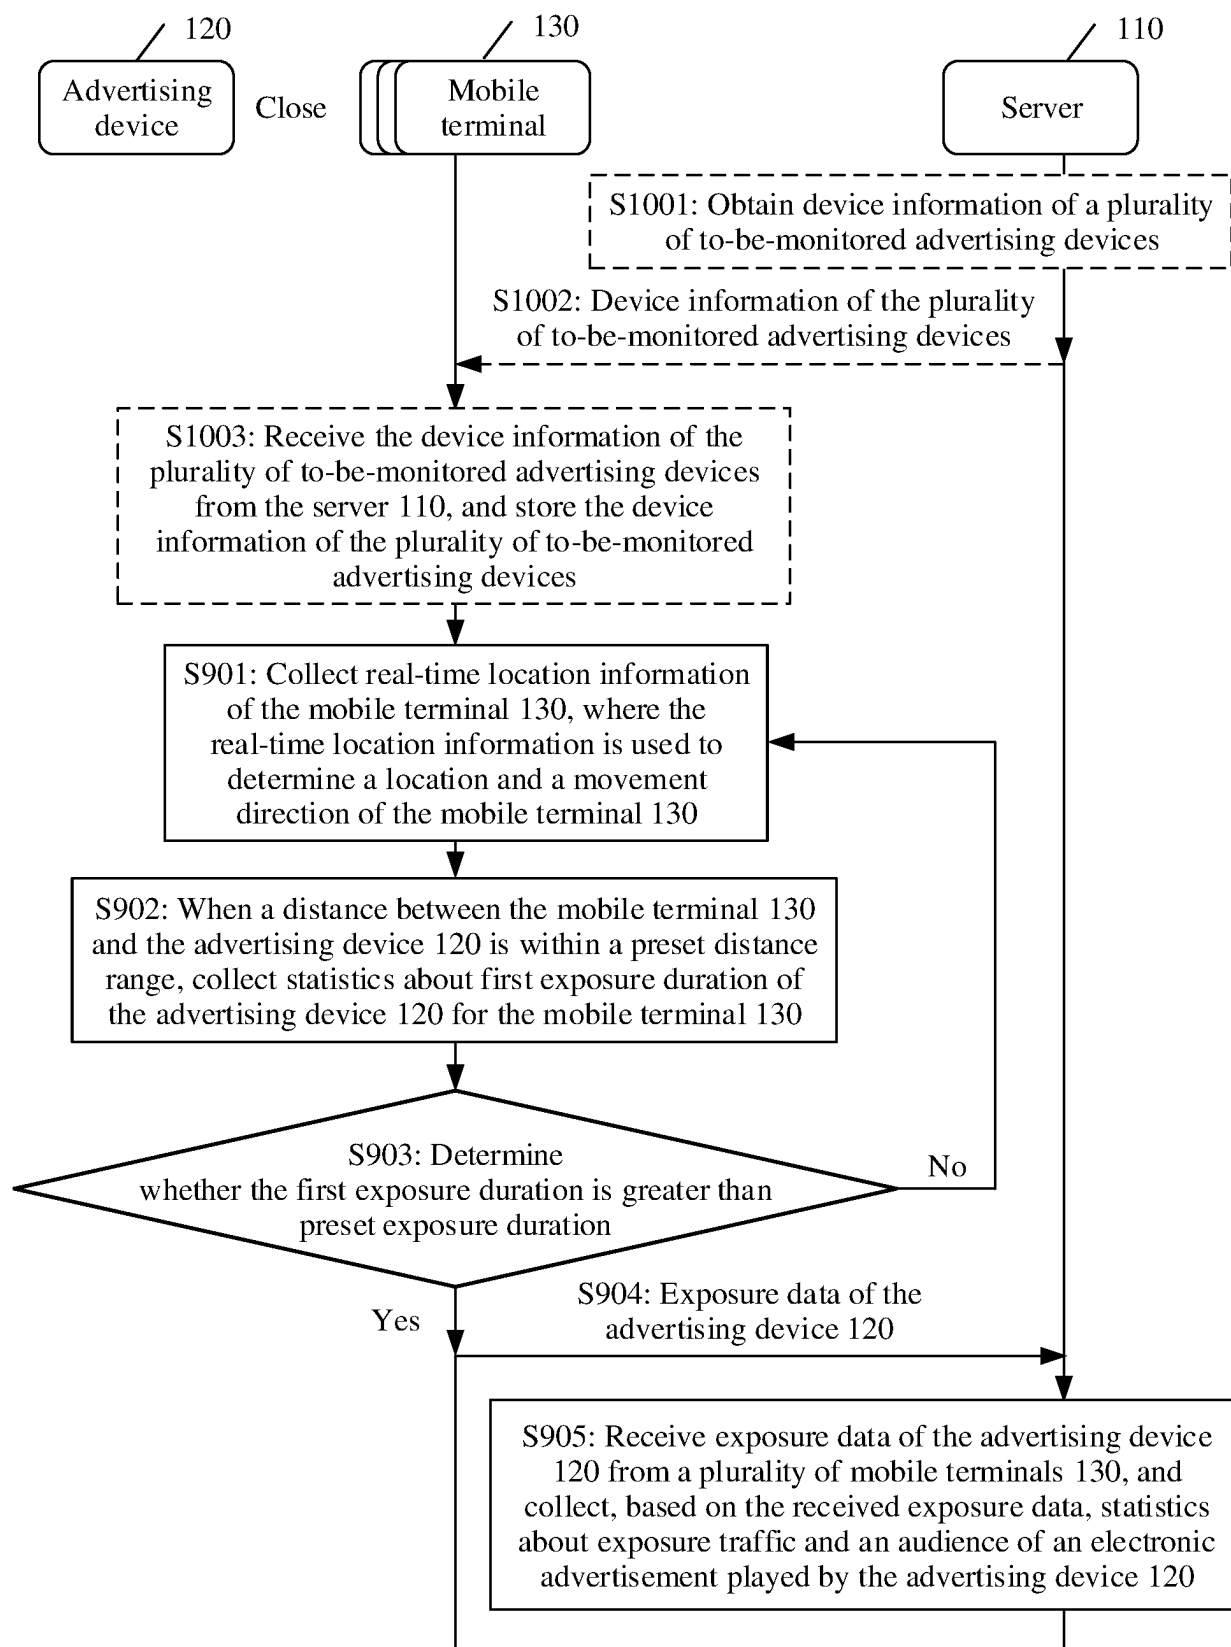 120
130
110
Advertising
device
Close
Mobile
terminal
Server
S1001: Obtain device information of a plurality
of to-be-monitored advertising devices
S1002: Device information of the plurality
of to-be-monitored advertising devices
S1003: Receive the device information of the
plurality of to-be-monitored advertising devices
from the server 110, and store the device
information of the plurality of to-be-monitored
advertising devices
S901: Collect real-time location information
of the mobile terminal 130, where the
real-time location information is used to
determine a location and a movement
direction of the mobile terminal 130
S902: When a distance between the mobile terminal 130
and the advertising device 120 is within a preset distance
range, collect statistics about first exposure duration of
the advertising device 120 for the mobile terminal 130
S903: Determine
whether the first exposure duration is greater than
preset exposure duration
No
Yes
S904: Exposure data of the
advertising device 120
S905: Receive exposure data of the advertising device
120 from a plurality of mobile terminals 130, and
collect, based on the received exposure data, statistics
about exposure traffic and an audience of an electronic
advertisement played by the advertising device 120